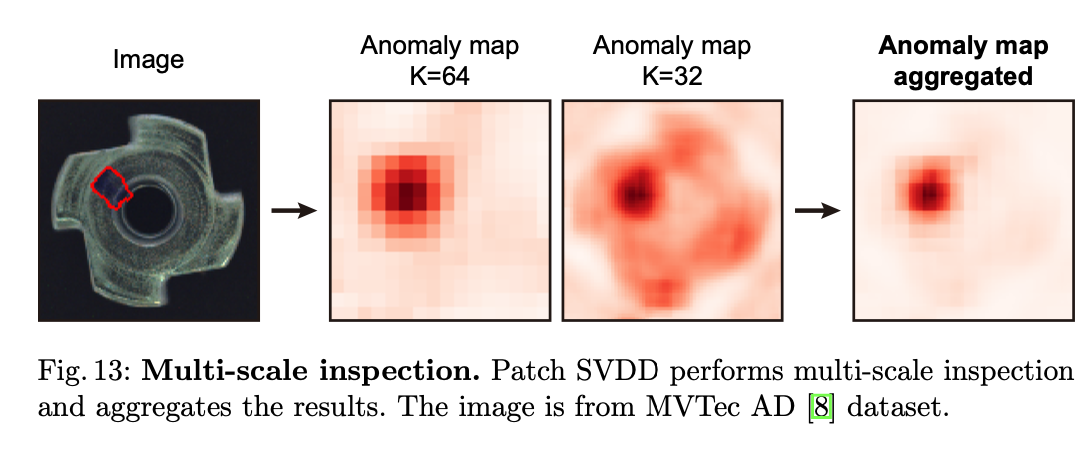 Image
Anomaly map
K=64
Anomaly map
K=32
Anomaly map
aggregated
Fig. 13: Multi-scale inspection. Patch SVDD performs multi-scale inspection
and aggregates the results. The image is from MVTec AD [8] dataset.